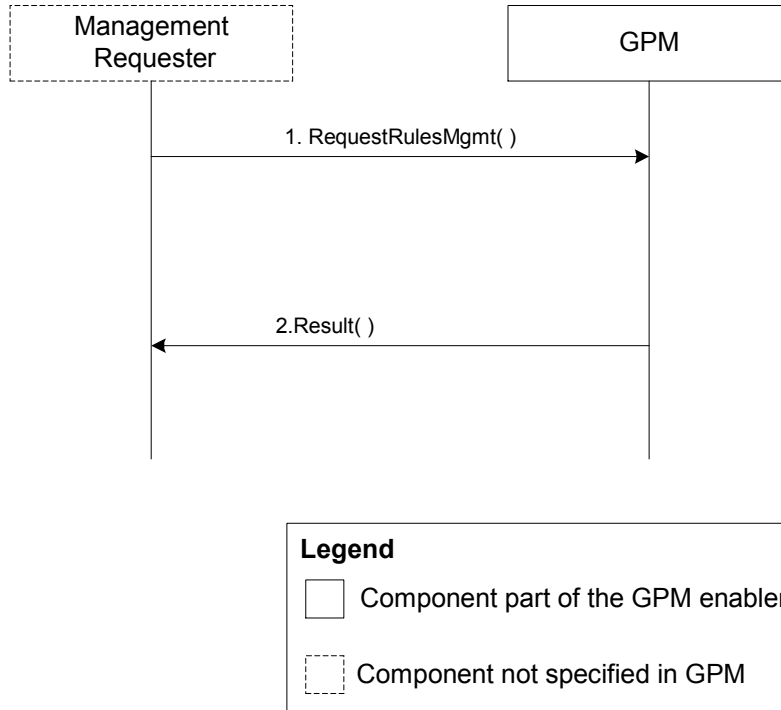 Management
Requester
GPM
1. RequestRulesMgmt( )
2.Result( )
Legend
Component part of the GPM enabler
Component not specified in GPM